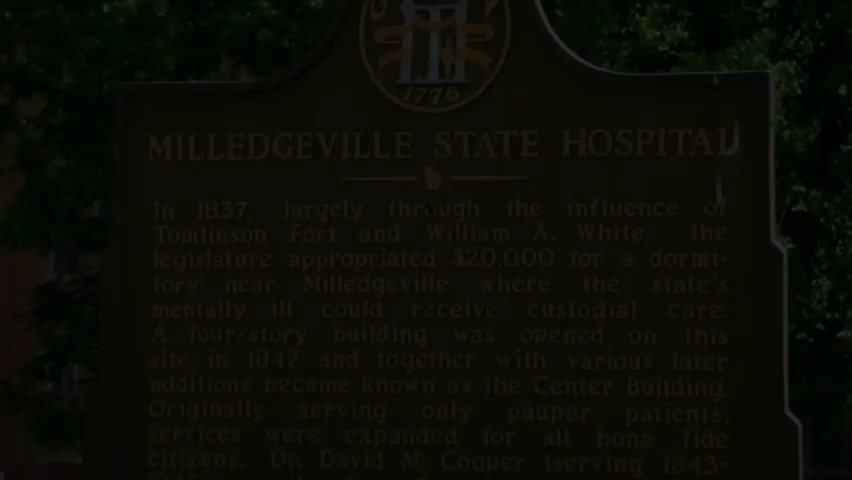 1776
MILLEDGEVILLE STATE HOSPITAL
In 1837, largely through the influence of
Tomlinson Fort and William A. White, the
legislature appropriated $20,000 for a dormi-
tory near Milledgeville where the state's
mentally ill could receive custodial care.
A four-story building was opened on this
site in 1842 and together with various later
additions became known as the Center Building.
Originally serving only pauper patients,
services were expanded for all bona fide
citizens. Dr. David M. Cooper (serving 1843-